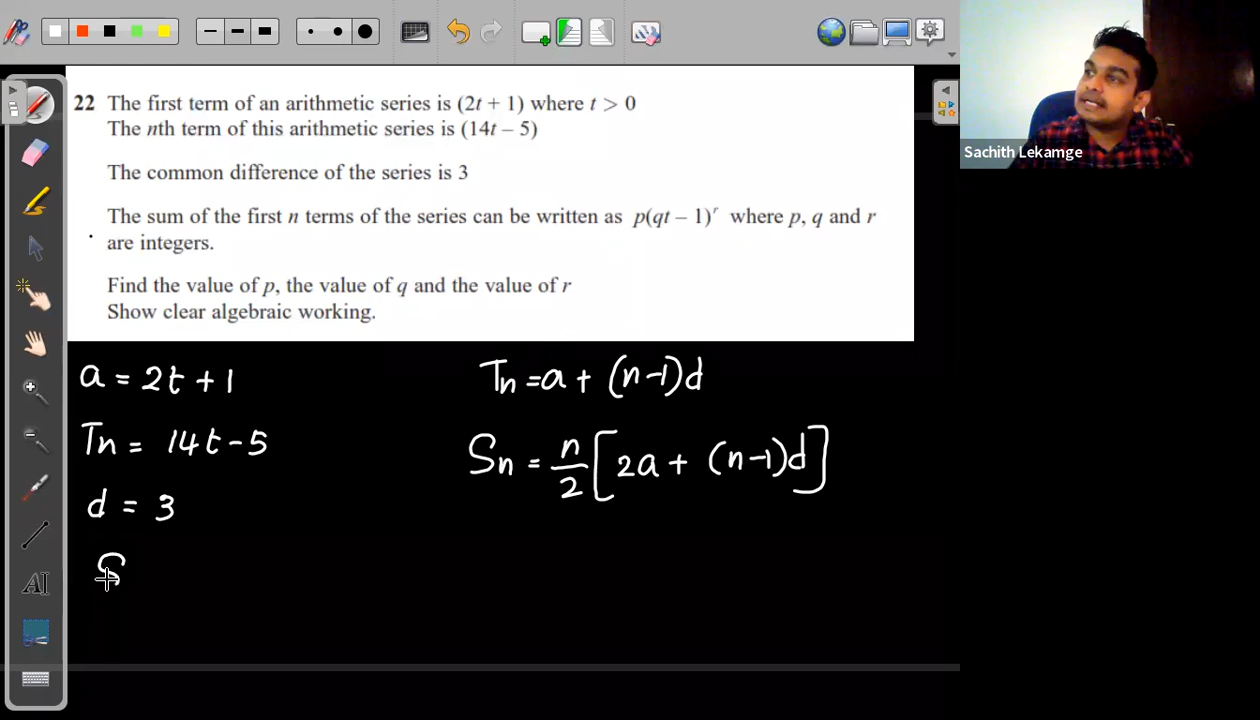 22 The first term of an arithmetic series is (2t + 1) where t > 0
The nth term of this arithmetic series is (14t – 5)
The common difference of the series is 3
The sum of the first n terms of the series can be written as p(qt – 1)^r where p, q and r
are integers.
Find the value of p, the value of q and the value of r
Show clear algebraic working.
a = 2t + 1
Tn = 14t – 5
d = 3
S
Tn = a + (n–1)d
Sn = n/2 [2a + (n–1)d]
AI
Sachith Lekamge